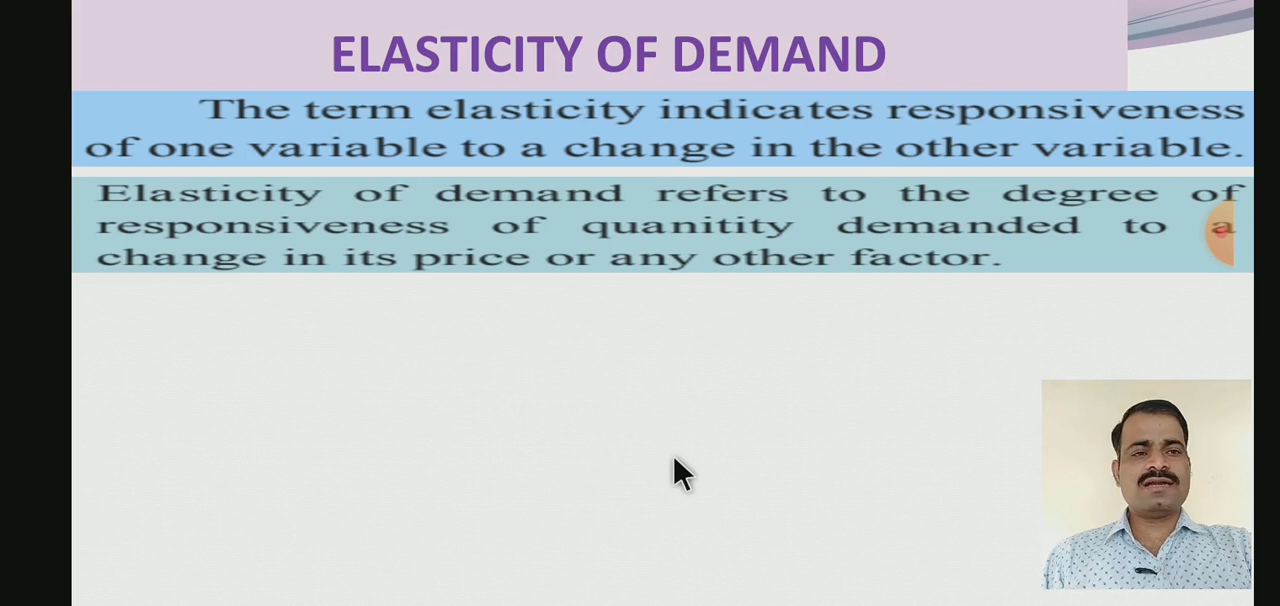 ELASTICITY OF DEMAND
The term elasticity indicates responsiveness
of one variable to a change in the other variable.
Elasticity of demand refers to the degree of
responsiveness of quanitity demanded to a
change in its price or any other factor.